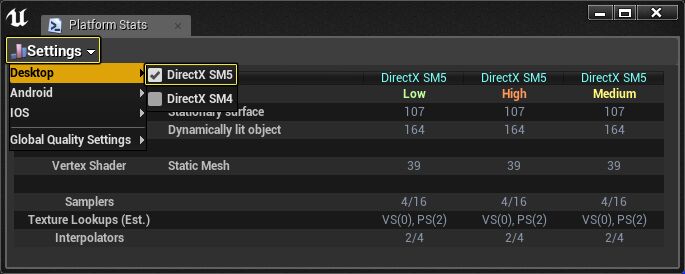 Platform Stats
Settings
Desktop
Android
IOS
Global Quality Settings
DirectX SM5
DirectX SM4
DirectX SM5 DirectX SM5 DirectX SM5
Low High Medium
Stationary surface 107 107 107
Dynamically lit object 164 164 164
Vertex Shader Static Mesh 39 39 39
Samplers 4/16 4/16 4/16
Texture Lookups (Est.) VS(0), PS(2) VS(0), PS(2) VS(0), PS(2)
Interpolators 2/4 2/4 2/4